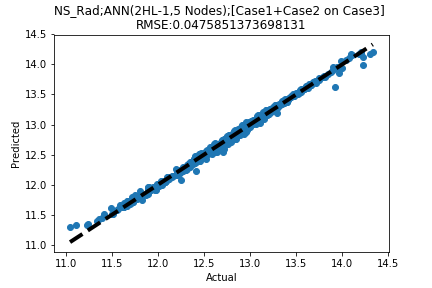 NS_Rad;ANN(2HL-1,5 Nodes);[Case1+Case2 on Case3]
RMSE:0.0475851373698131
14.5
14.0
13.5
13.0
12.5
12.0
11.5
11.0
Predicted
11.0 11.5 12.0 12.5 13.0 13.5 14.0 14.5
Actual